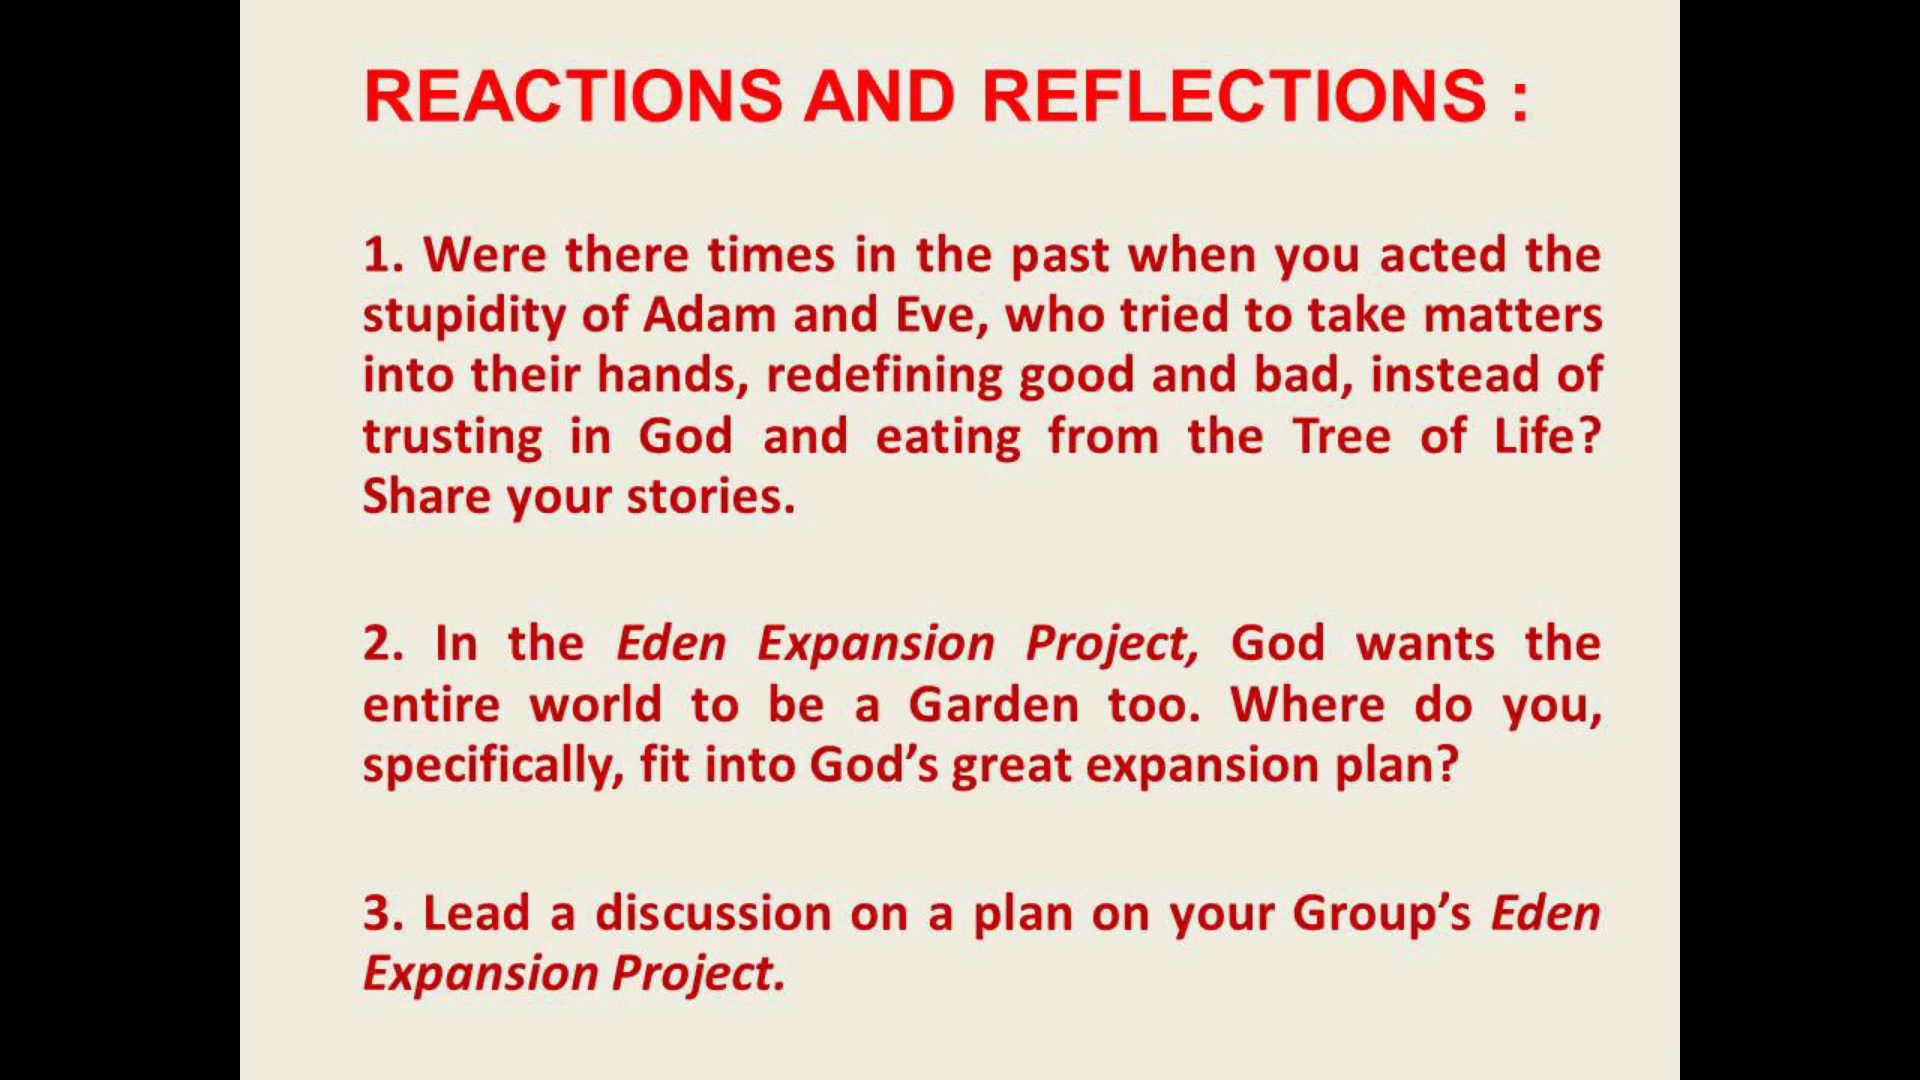 REACTIONS AND REFLECTIONS :
1. Were there times in the past when you acted the
stupidity of Adam and Eve, who tried to take matters
into their hands, redefining good and bad, instead of
trusting in God and eating from the Tree of Life?
Share your stories.
2. In the Eden Expansion Project, God wants the
entire world to be a Garden too. Where do you,
specifically, fit into God’s great expansion plan?
3. Lead a discussion on a plan on your Group’s Eden
Expansion Project.